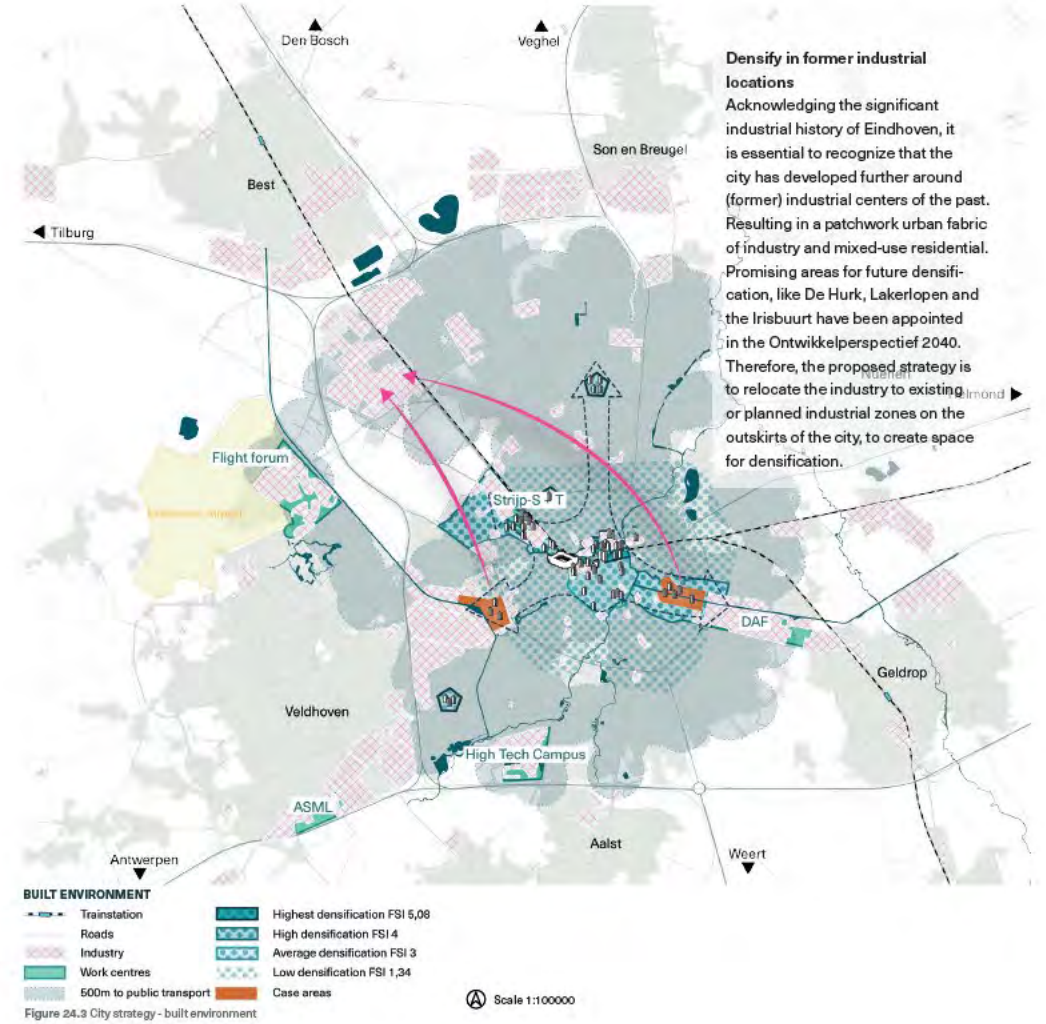 Den Bosch
Veghel
Densify in former industrial
locations
Acknowledging the significant
industrial history of Eindhoven, it
is essential to recognize that the
city has developed further around
(former) industrial centers of the past.
Resulting in a patchwork urban fabric
of industry and mixed-use residential.
Promising areas for future densifi-
cation, like De Hurk, Lakerlopen and
the Irisbuurt have been appointed
in the Ontwikkelperspectief 2040.
Therefore, the proposed strategy is
to relocate the industry to existing
or planned industrial zones on the
outskirts of the city, to create space
for densification.
Son en Breugel
Best
Tilburg
Nuenen
Helmond
Flight forum
Strijp-S
T
DAF
Geldrop
Veldhoven
High Tech Campus
ASML
Aalst
Antwerpen
Weert
BUILT ENVIRONMENT
Trainstation
Roads
Industry
Work centres
500m to public transport
Highest densification FSI 5,08
High densification FSI 4
Average densification FSI 3
Low densification FSI 1,34
Case areas
Scale 1:100000
Figure 24.3 City strategy - built environment